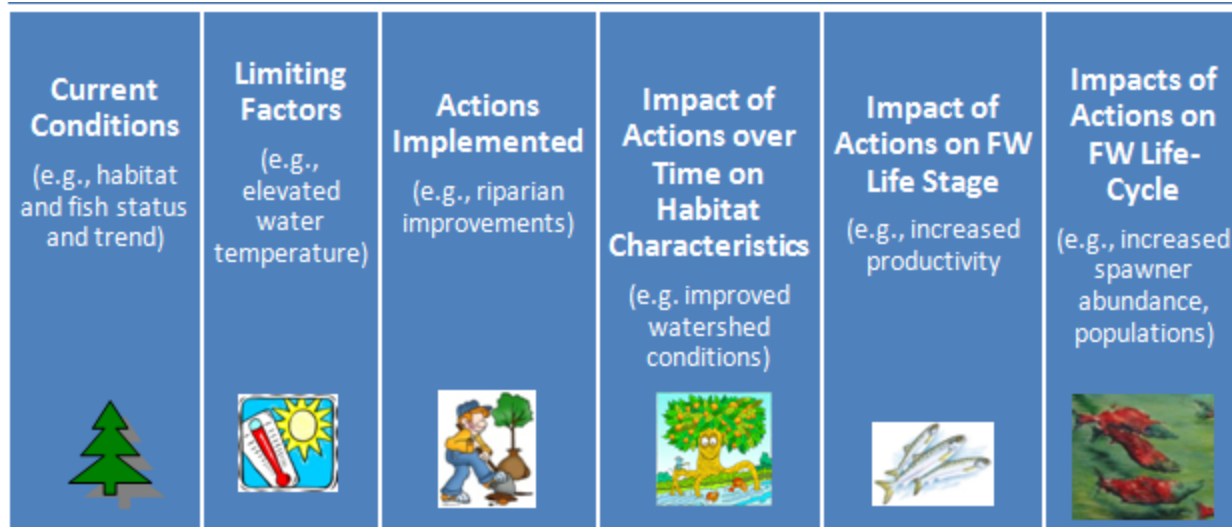 Current
Conditions
(e.g., habitat
and fish status
and trend)
Limiting
Factors
(e.g.,
elevated
water
temperature)
Actions
Implemented
(e.g., riparian
improvements)
Impact of
Actions over
Time on
Habitat
Characteristics
(e.g. improved
watershed
conditions)
Impact of
Actions on FW
Life Stage
(e.g., increased
productivity
Impacts of
Actions on
FW Life-
Cycle
(e.g., increased
spawner
abundance,
populations)